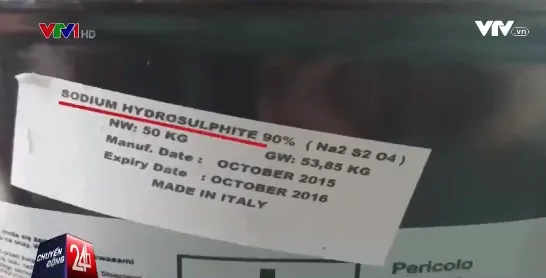 VTV1 HD
VTV.vn
SODIUM HYDROSULPHITE 90% ( Na2 S2 O4)
NW: 50 KG GW: 53,85 KG
Manuf. Date : OCTOBER 2015
Expiry Date : OCTOBER 2016
MADE IN ITALY
CHUYỂN
ĐỘNG
24h
Pericolo